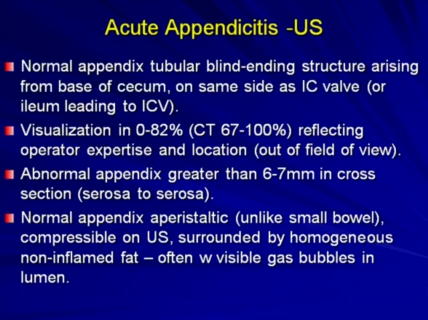 Acute Appendicitis -US
Normal appendix tubular blind-ending structure arising
from base of cecum, on same side as IC valve (or
ileum leading to ICV).
Visualization in 0-82% (CT 67-100%) reflecting
operator expertise and location (out of field of view).
Abnormal appendix greater than 6-7mm in cross
section (serosa to serosa).
Normal appendix aperistaltic (unlike small bowel),
compressible on US, surrounded by homogeneous
non-inflamed fat – often w visible gas bubbles in
lumen.